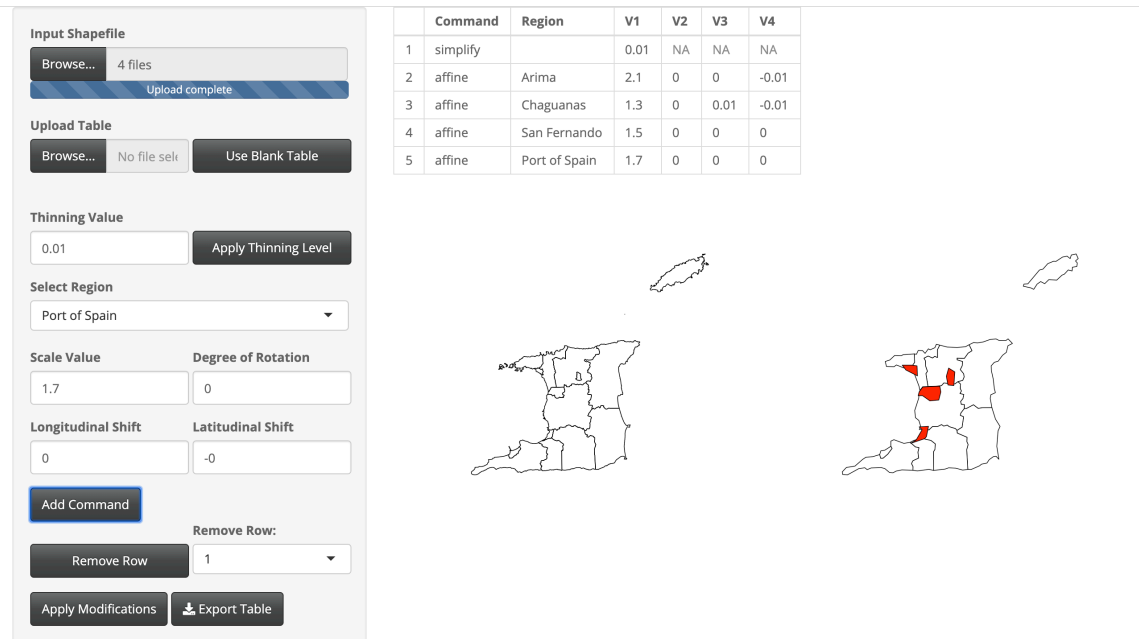 Input Shapefile
Browse... 4 files
Upload complete
Upload Table
Browse... No file sele Use Blank Table
Thinning Value
0.01 Apply Thinning Level
Select Region
Port of Spain
Scale Value Degree of Rotation
1.7 0
Longitudinal Shift Latitudinal Shift
0 -0
Add Command
Remove Row:
Remove Row 1
Apply Modifications Export Table
Command Region V1 V2 V3 V4
1 simplify 0.01 NA NA NA
2 affine Arima 2.1 0 0 -0.01
3 affine Chaguanas 1.3 0 0.01 -0.01
4 affine San Fernando 1.5 0 0 0
5 affine Port of Spain 1.7 0 0 0